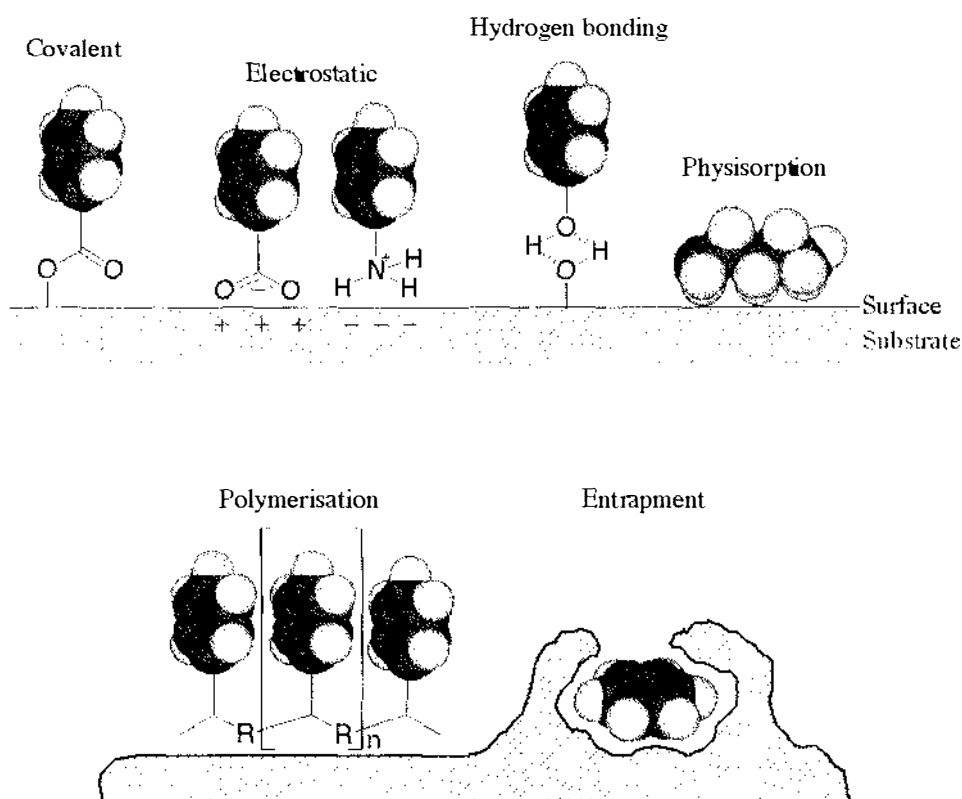 Hydrogen bonding
Covalent
Electrostatic
Physisorption
O O
O O
N+ H
H H
O
H H
O
Surface
+ + + − − −
Substrate
Polymerisation
Entrapment
R R n